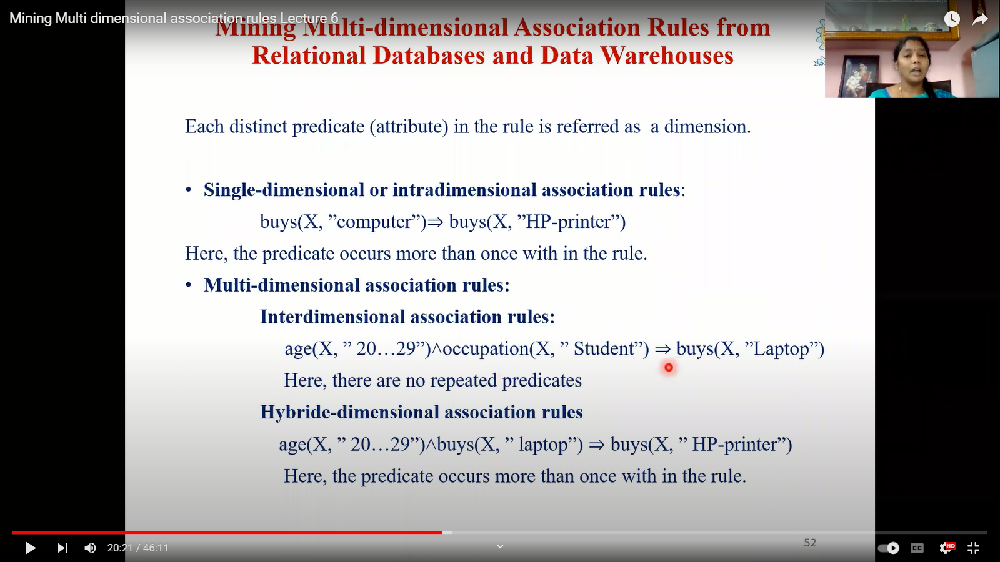 Mining Multi dimensional association rules Lecture 6
Mining Multi-dimensional Association Rules from
Relational Databases and Data Warehouses
Each distinct predicate (attribute) in the rule is referred as a dimension.
• Single-dimensional or intradimensional association rules:
buys(X, ”computer”)⇒ buys(X, ”HP-printer”)
Here, the predicate occurs more than once with in the rule.
• Multi-dimensional association rules:
Interdimensional association rules:
age(X, ” 20…29”)^occupation(X, ” Student”) ⇒ buys(X, ”Laptop”)
Here, there are no repeated predicates
Hybride-dimensional association rules
age(X, ” 20…29”)^buys(X, ” laptop”) ⇒ buys(X, ” HP-printer”)
Here, the predicate occurs more than once with in the rule.
52
20:21 / 46:11
CC
HD